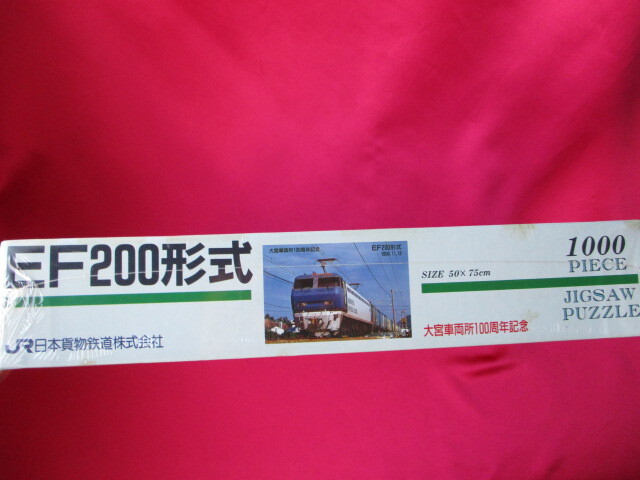 EF200形式
JR日本貨物鉄道株式会社
大宮車両所100周年記念
EF200形式
SIZE 50×75cm
大宮車両所100周年記念
1000
PIECE
JIGSAW
PUZZLE